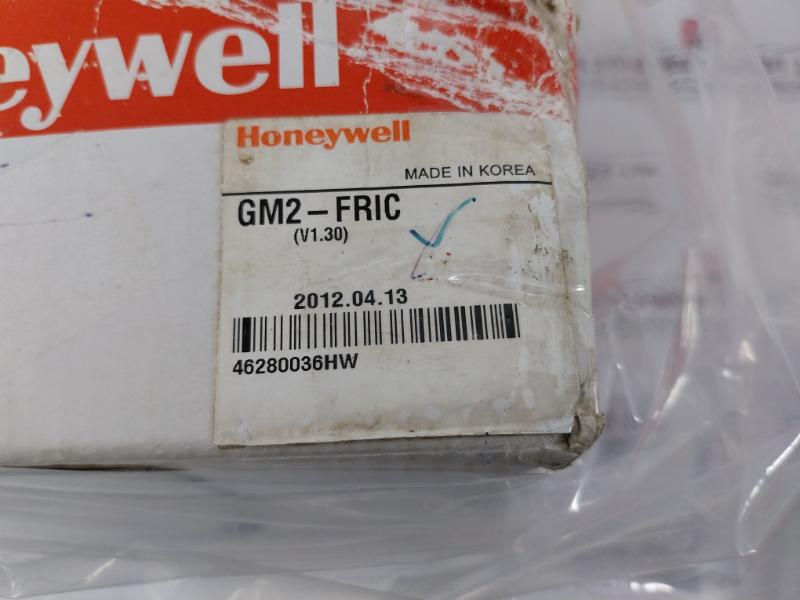 eywell
Honeywell
MADE IN KOREA
GM2-FRIC
(V1.30)
2012.04.13
46280036HW